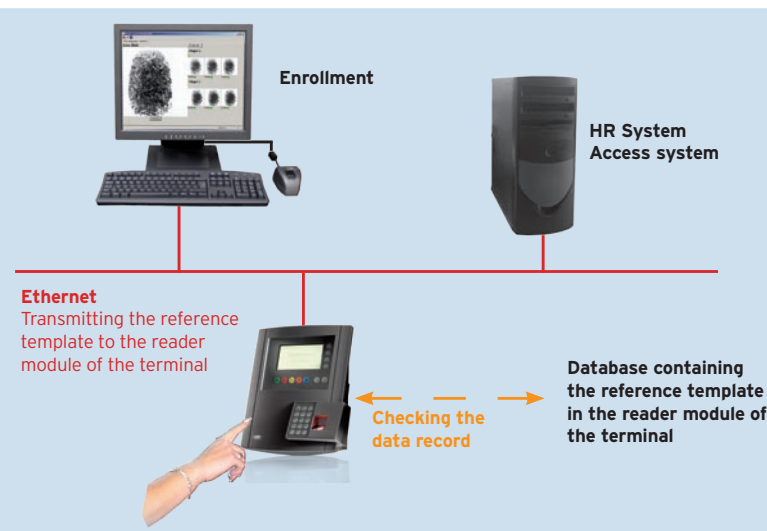 Enrollment
HR System
Access system
Ethernet
Transmitting the reference
template to the reader
module of the terminal
Checking the
data record
Database containing
the reference template
in the reader module of
the terminal